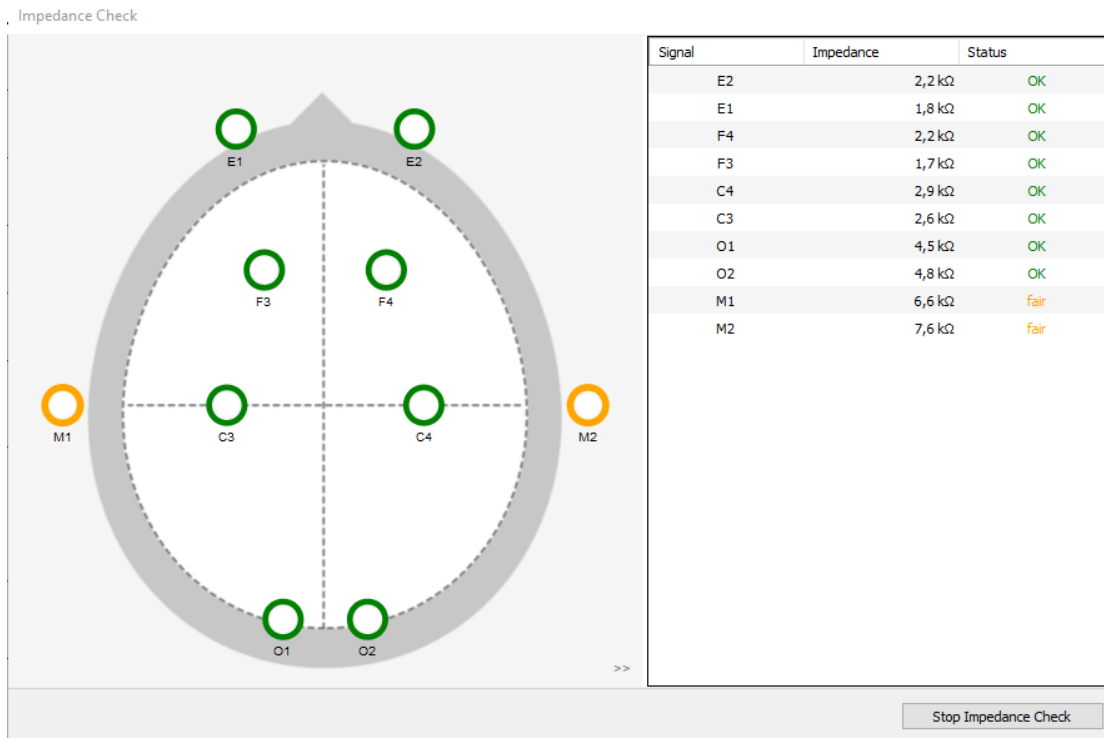 Impedance Check
E1
E2
F3
F4
M1
C3
C4
M2
O1
O2
>>
Signal Impedance Status
E2 2,2 kΩ OK
E1 1,8 kΩ OK
F4 2,2 kΩ OK
F3 1,7 kΩ OK
C4 2,9 kΩ OK
C3 2,6 kΩ OK
O1 4,5 kΩ OK
O2 4,8 kΩ OK
M1 6,6 kΩ fair
M2 7,6 kΩ fair
Stop Impedance Check